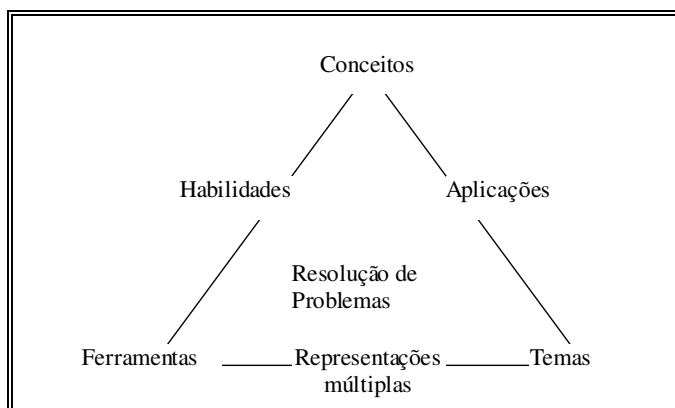 Conceitos
Habilidades
Aplicações
Resolução de
Problemas
Ferramentas
Representações
múltiplas
Temas